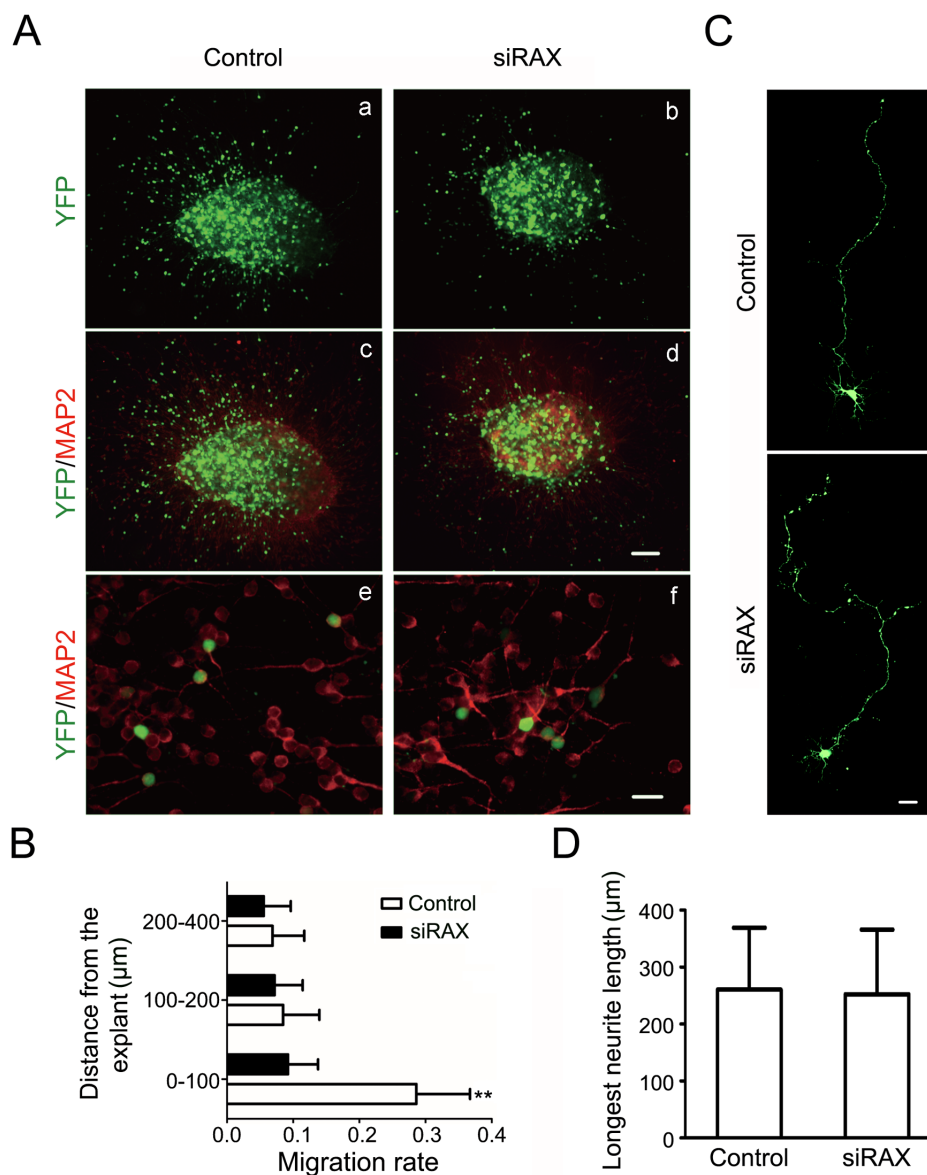 A
Control
siRAX
C
YFP
a
b
YFP/MAP2
c
d
YFP/MAP2
e
f
Control
siRAX
B
Distance from the
explant (μm)
200-400
100-200
0-100
Control
siRAX
**
0.0 0.1 0.2 0.3 0.4
Migration rate
D
Longest neurite length (μm)
400
300
200
100
0
Control siRAX